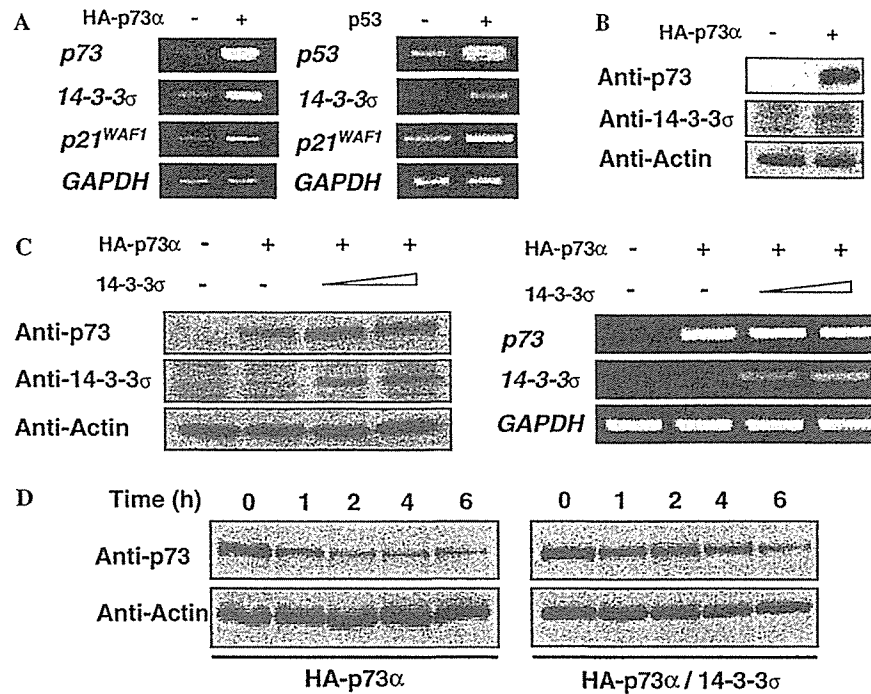 A
HA-p73α - +
p73
14-3-3σ
p21WAF1
GAPDH
p53 - +
p53
14-3-3σ
p21WAF1
GAPDH
B
HA-p73α - +
Anti-p73
Anti-14-3-3σ
Anti-Actin
C
HA-p73α - + + +
14-3-3σ - -
Anti-p73
Anti-14-3-3σ
Anti-Actin
HA-p73α - + + +
14-3-3σ - -
p73
14-3-3σ
GAPDH
D
Time (h) 0 1 2 4 6 0 1 2 4 6
Anti-p73
Anti-Actin
HA-p73α
HA-p73α / 14-3-3σ